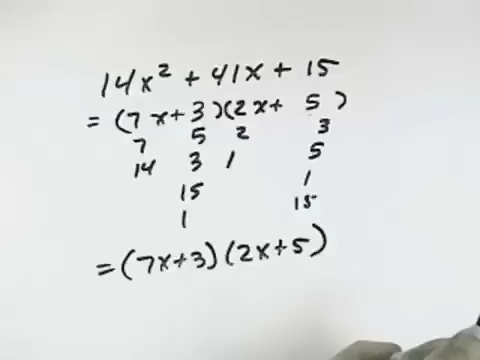 14x² + 41x + 15
= (7x+3)(2x+ 5)
7 5 2 3
14 3 1 5
15 1
1 15
= (7x+3)(2x+5)